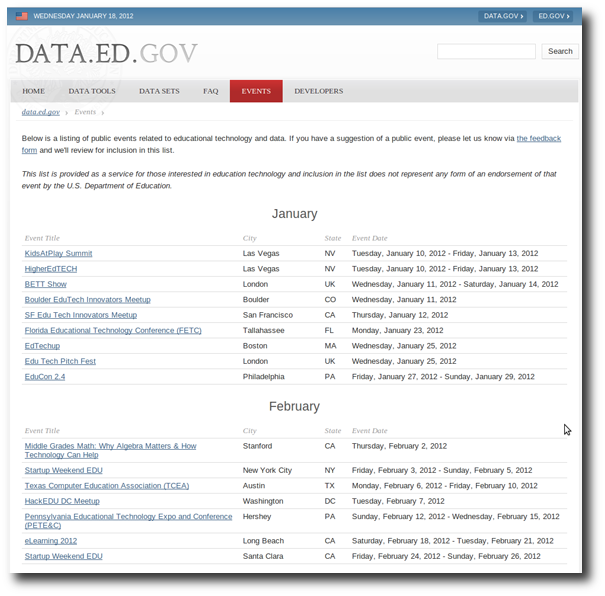 WEDNESDAY JANUARY 18, 2012 DATA.GOV ED.GOV
DATA.ED.GOV
Search
HOME DATA TOOLS DATA SETS FAQ EVENTS DEVELOPERS
data.ed.gov › Events ›
Below is a listing of public events related to educational technology and data. If you have a suggestion of a public event, please let us know via the feedback
form and we'll review for inclusion in this list.
This list is provided as a service for those interested in education technology and inclusion in the list does not represent any form of an endorsement of that
event by the U.S. Department of Education.
January
Event Title City State Event Date
KidsAtPlay Summit Las Vegas NV Tuesday, January 10, 2012 - Friday, January 13, 2012
HigherEdTECH Las Vegas NV Tuesday, January 10, 2012 - Friday, January 13, 2012
BETT Show London UK Wednesday, January 11, 2012 - Saturday, January 14, 2012
Boulder EduTech Innovators Meetup Boulder CO Wednesday, January 11, 2012
SF Edu Tech Innovators Meetup San Francisco CA Thursday, January 12, 2012
Florida Educational Technology Conference (FETC) Tallahassee FL Monday, January 23, 2012
EdTechup Boston MA Wednesday, January 25, 2012
Edu Tech Pitch Fest London UK Wednesday, January 25, 2012
EduCon 2.4 Philadelphia PA Friday, January 27, 2012 - Sunday, January 29, 2012
February
Event Title City State Event Date
Middle Grades Math: Why Algebra Matters & How Stanford CA Thursday, February 2, 2012
Technology Can Help
Startup Weekend EDU New York City NY Friday, February 3, 2012 - Sunday, February 5, 2012
Texas Computer Education Association (TCEA) Austin TX Monday, February 6, 2012 - Friday, February 10, 2012
HackEDU DC Meetup Washington DC Tuesday, February 7, 2012
Pennsylvania Educational Technology Expo and Conference Hershey PA Sunday, February 12, 2012 - Wednesday, February 15, 2012
(PETE&C)
eLearning 2012 Long Beach CA Saturday, February 18, 2012 - Tuesday, February 21, 2012
Startup Weekend EDU Santa Clara CA Friday, February 24, 2012 - Sunday, February 26, 2012